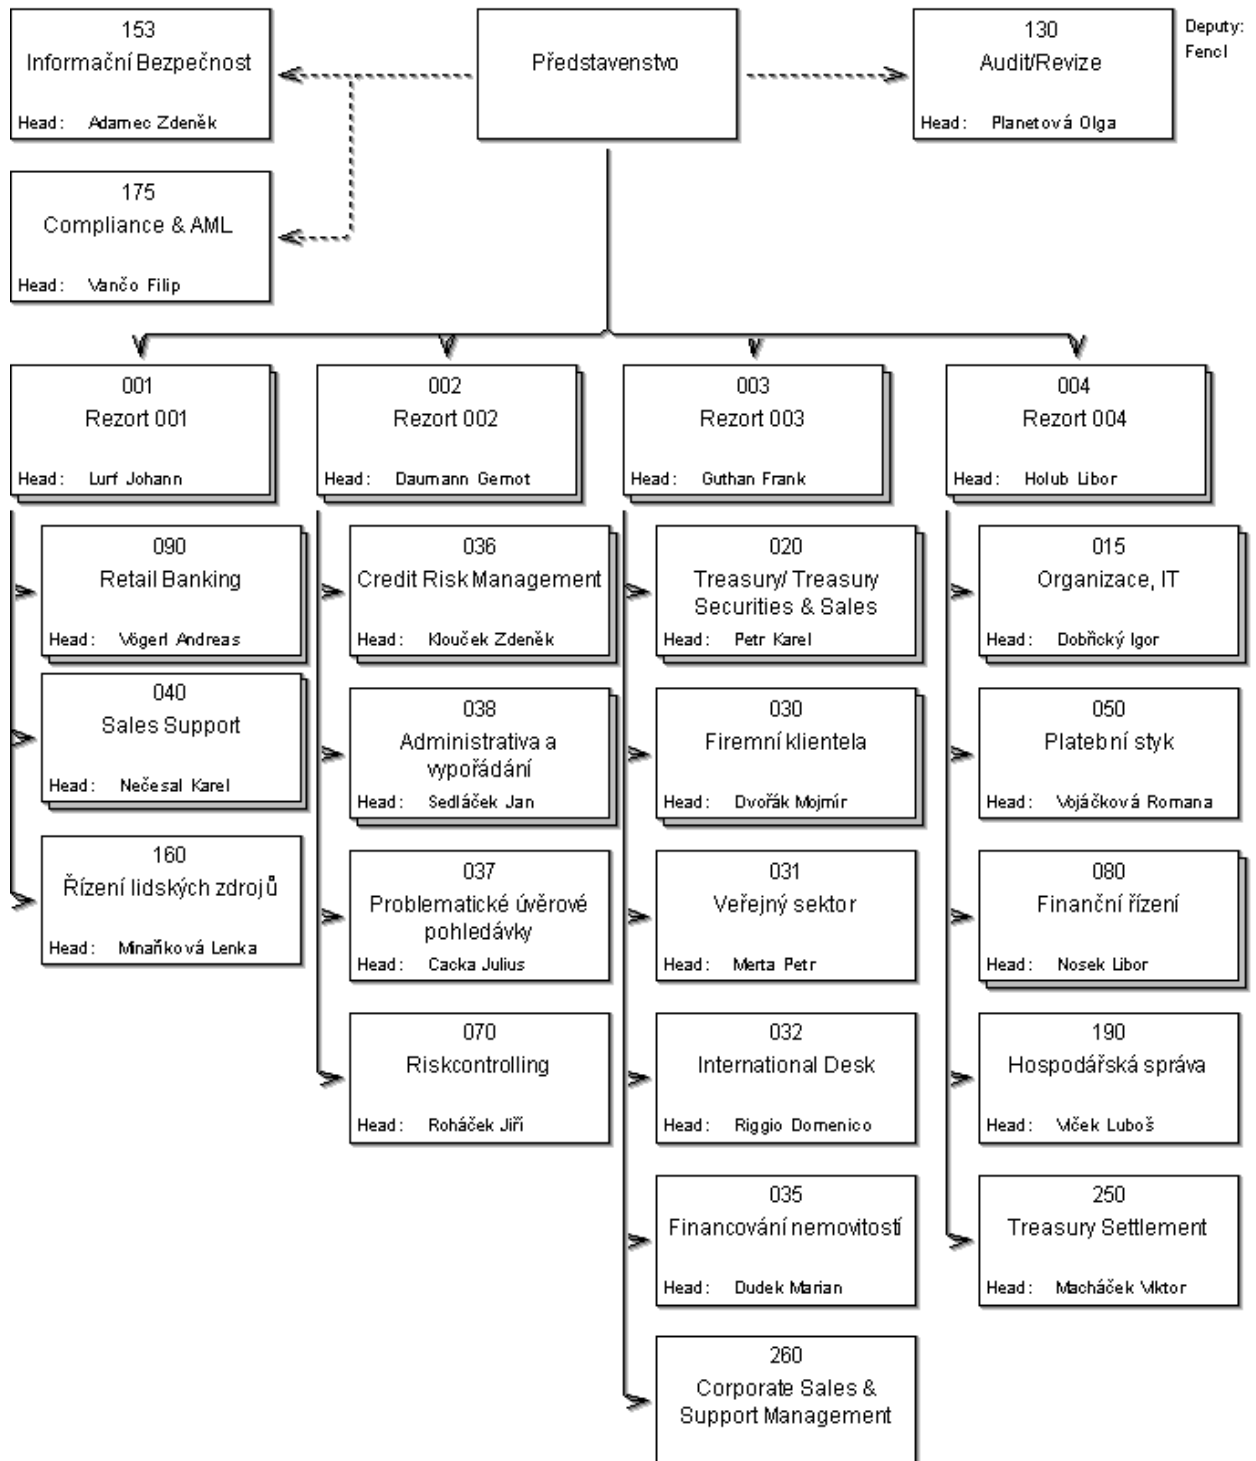 153
Informační Bezpečnost
Head: Adamec Zdeněk
Představenstvo
130
Audit/Revize
Head: Planetová Olga
Deputy:
Fencl
175
Compliance & AML
Head: Vančo Filip
001
Rezort 001
Head: Lurf Johann
002
Rezort 002
Head: Daumann Gernot
003
Rezort 003
Head: Guthan Frank
004
Rezort 004
Head: Holub Libor
090
Retail Banking
Head: Vögerl Andreas
040
Sales Support
Head: Nečesal Karel
160
Řízení lidských zdrojů
Head: Minaříková Lenka
036
Credit Risk Management
Head: Klouček Zdeněk
038
Administrativa a
vypořádání
Head: Sedláček Jan
037
Problematické úvěrové
pohledávky
Head: Cacka Julius
070
Riskcontrolling
Head: Roháček Jiří
020
Treasury/ Treasury
Securities & Sales
Head: Petr Karel
030
Firemní klientela
Head: Dvořák Mojmír
031
Veřejný sektor
Head: Merta Petr
032
International Desk
Head: Riggio Domenico
035
Financování nemovitostí
Head: Dudek Marian
260
Corporate Sales &
Support Management
015
Organizace, IT
Head: Dobřický Igor
050
Platební styk
Head: Vojáčková Romana
080
Finanční řízení
Head: Nosek Libor
190
Hospodářská správa
Head: Vlček Luboš
250
Treasury Settlement
Head: Macháček Viktor